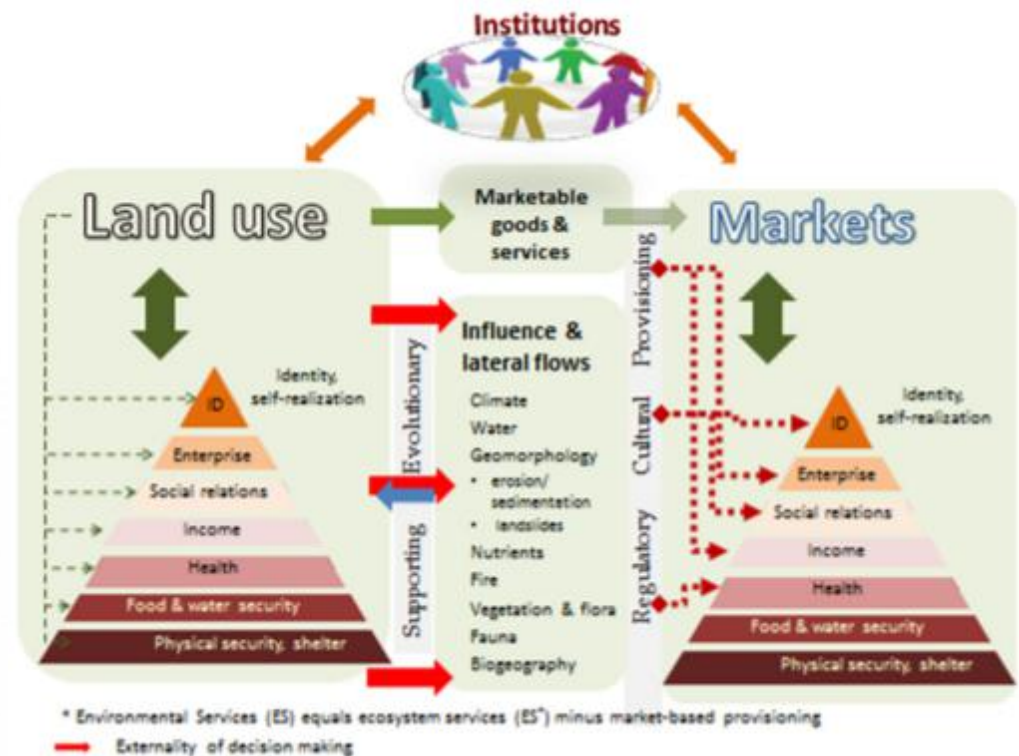 Institutions
Land use
Marketable
goods &
services
Markets
Influence &
lateral flows
Climate
Water
Geomorphology
• erosion/
sedimentation
• landslides
Nutrients
Fire
Vegetation & flora
Fauna
Biogeography
Evolutionary
Supporting
Provisioning
Cultural
Regulatory
Identity,
self-realization
ID
Enterprise
Social relations
Income
Health
Food & water security
Physical security, shelter
Identity,
self-realization
ID
Enterprise
Social relations
Income
Health
Food & water security
Physical security, shelter
* Environmental Services (ES) equals ecosystem services (ES*) minus market-based provisioning
Externality of decision making